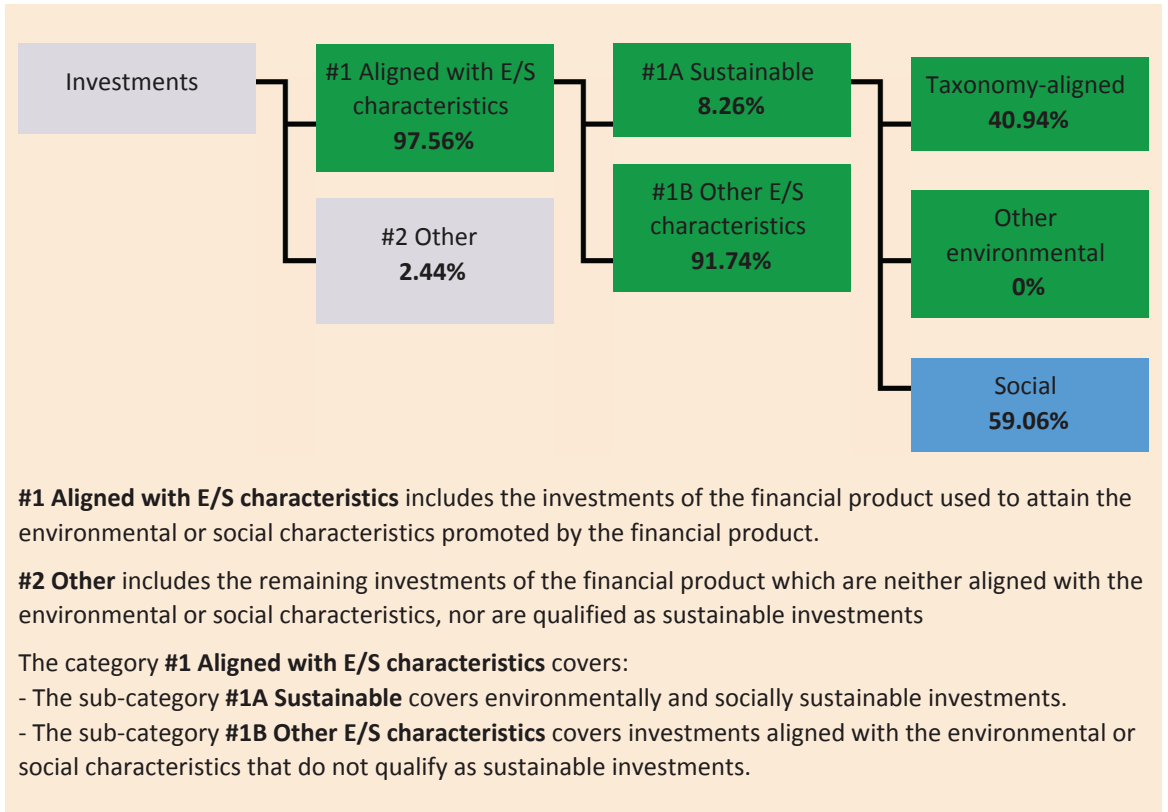 Investments
#1 Aligned with E/S
characteristics
97.56%
#2 Other
2.44%
#1A Sustainable
8.26%
#1B Other E/S
characteristics
91.74%
Taxonomy-aligned
40.94%
Other
environmental
0%
Social
59.06%
#1 Aligned with E/S characteristics includes the investments of the financial product used to attain the
environmental or social characteristics promoted by the financial product.
#2 Other includes the remaining investments of the financial product which are neither aligned with the
environmental or social characteristics, nor are qualified as sustainable investments
The category #1 Aligned with E/S characteristics covers:
- The sub-category #1A Sustainable covers environmentally and socially sustainable investments.
- The sub-category #1B Other E/S characteristics covers investments aligned with the environmental or
social characteristics that do not qualify as sustainable investments.